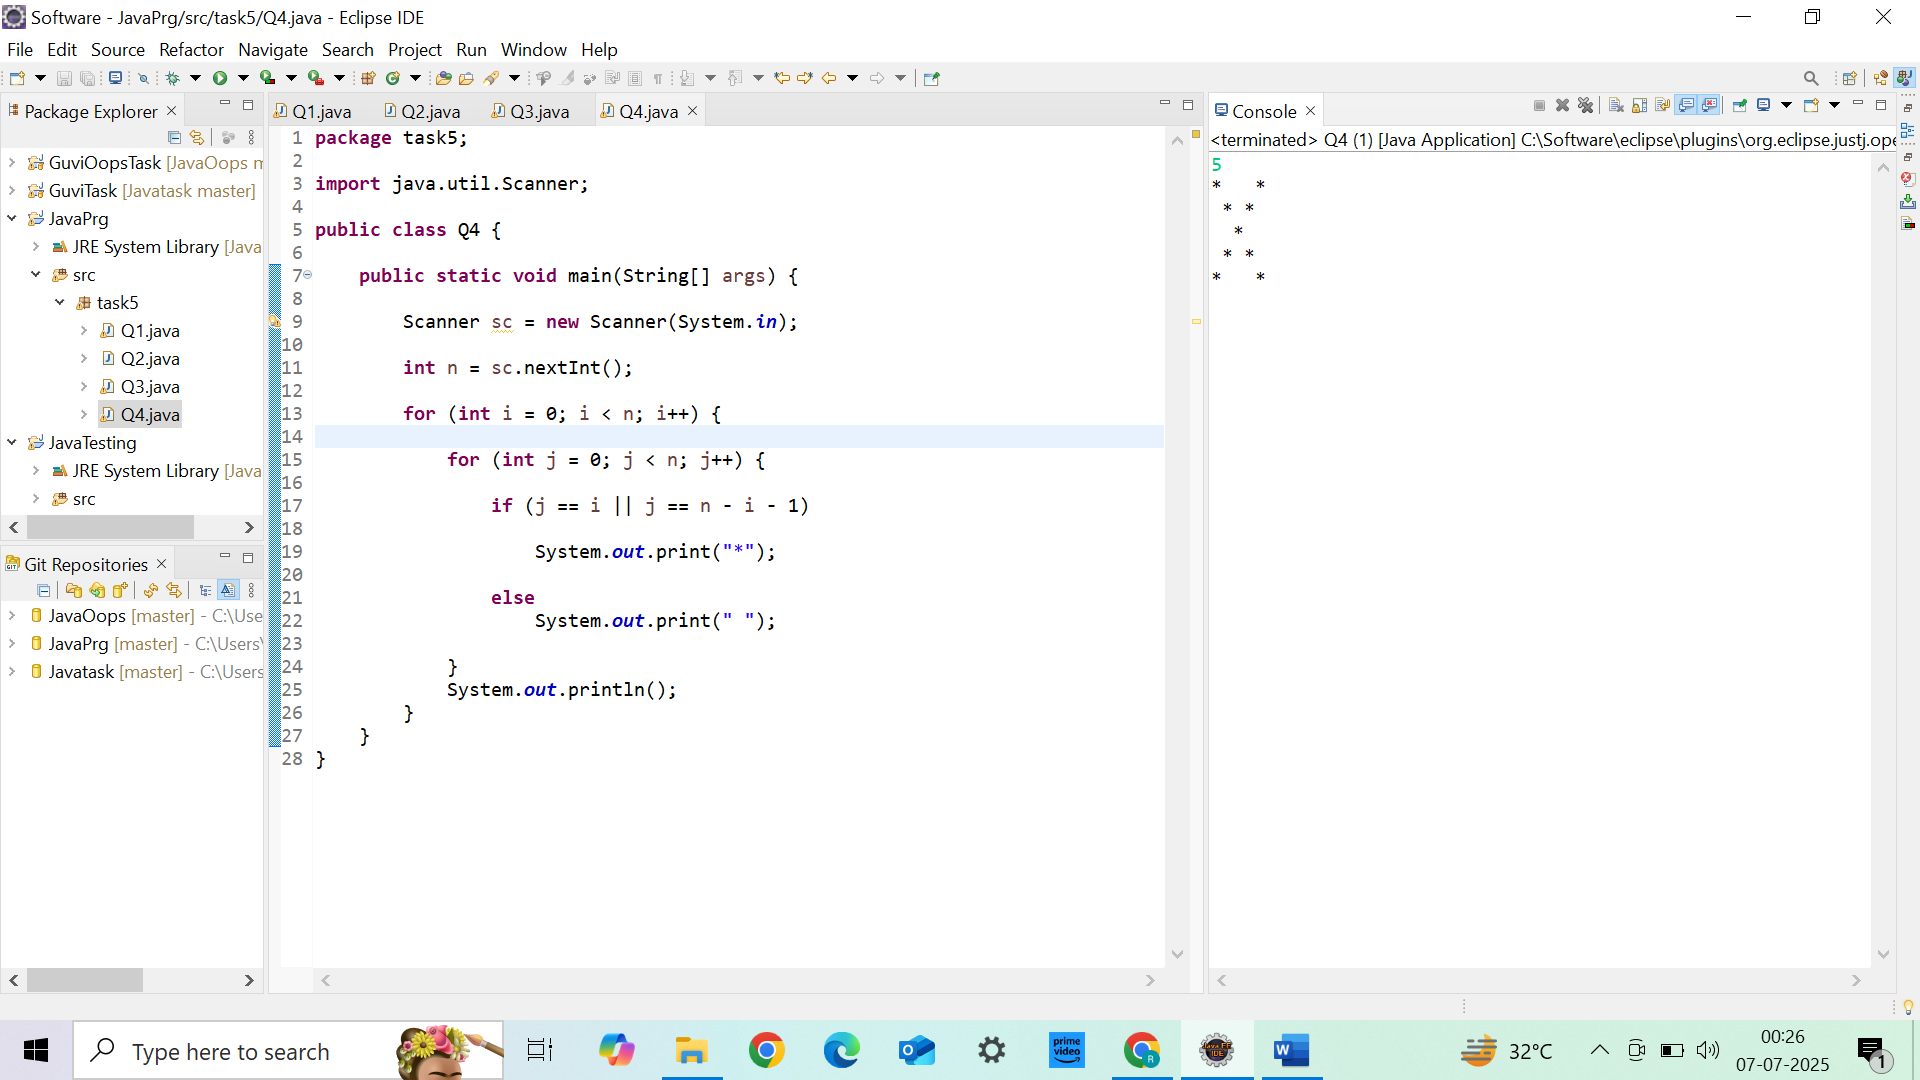 Software - JavaPrg/src/task5/Q4.java - Eclipse IDE
File Edit Source Refactor Navigate Search Project Run Window Help
Package Explorer
GuviOopsTask [JavaOops m
GuviTask [Javatask master]
JavaPrg
JRE System Library [Java
src
task5
Q1.java
Q2.java
Q3.java
Q4.java
JavaTesting
JRE System Library [Java
src
Git Repositories
JavaOops [master] - C:\Use
JavaPrg [master] - C:\Users\
Javatask [master] - C:\Users
Q1.java Q2.java Q3.java Q4.java
1 package task5;
2
3 import java.util.Scanner;
4
5 public class Q4 {
6
7     public static void main(String[] args) {
8
9         Scanner sc = new Scanner(System.in);
10
11         int n = sc.nextInt();
12
13         for (int i = 0; i < n; i++) {
14
15             for (int j = 0; j < n; j++) {
16
17                 if (j == i || j == n - i - 1)
18
19                     System.out.print("*");
20
21                 else
22                     System.out.print(" ");
23
24             }
25             System.out.println();
26         }
27     }
28 }
Console
<terminated> Q4 (1) [Java Application] C:\Software\eclipse\plugins\org.eclipse.justj.ope
5
*   *
 * *
  *
 * *
*   *
Type here to search
prime video
32°C
00:26
07-07-2025
1